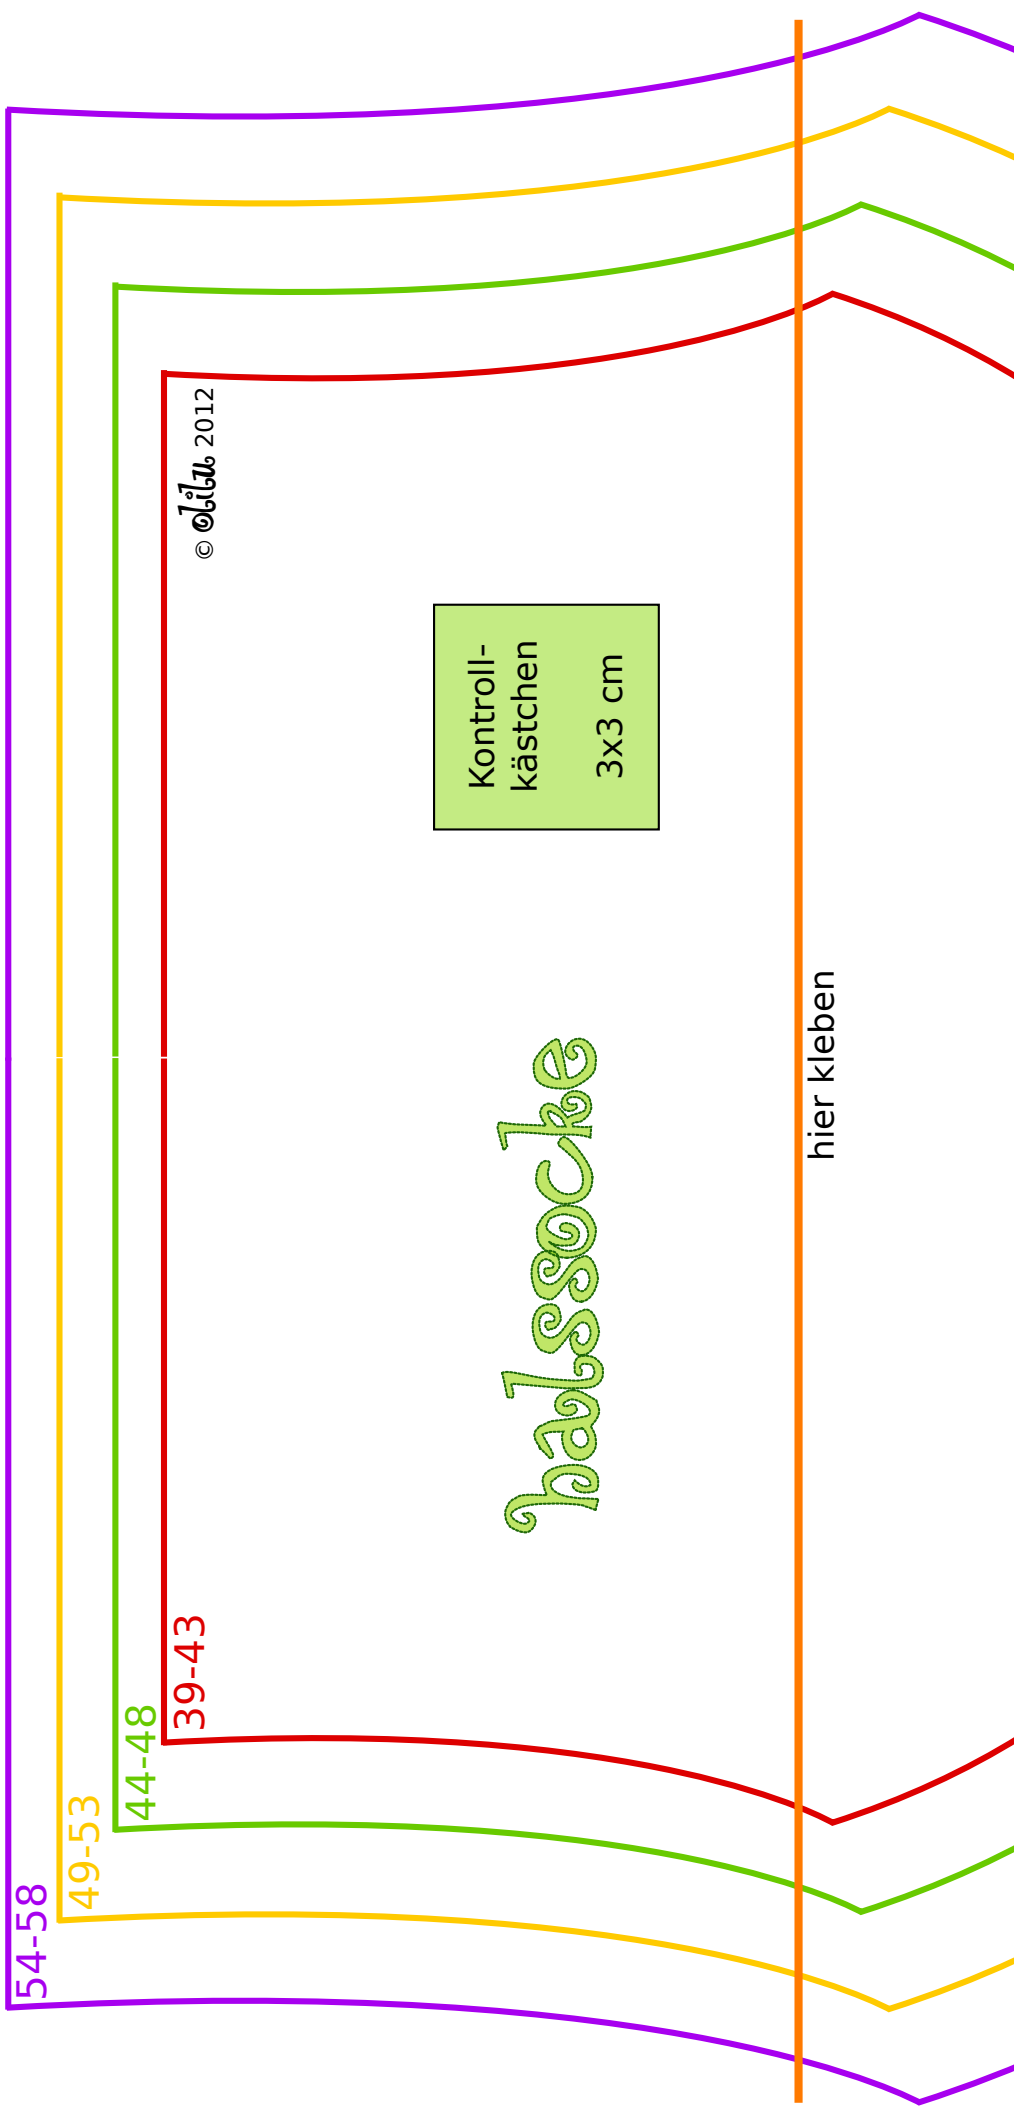 54-58
49-53
44-48
39-43
© olilu 2012
halssocke
Kontroll-
kästchen
3x3 cm
hier kleben